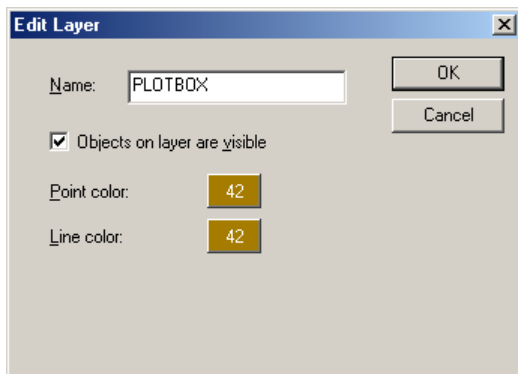 Edit Layer
Name: PLOTBOX
OK
Cancel
Objects on layer are visible
Point color: 42
Line color: 42